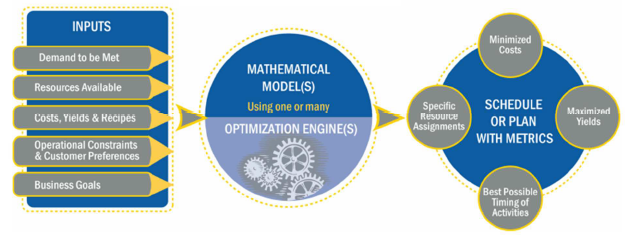 INPUTS
Demand to be Met
Resources Available
Costs, Yields & Recipes
Operational Constraints
& Customer Preferences
Business Goals
MATHEMATICAL
MODEL(S)
Using one or many
OPTIMIZATION ENGINE(S)
Minimized
Costs
Specific
Resource
Assignments
SCHEDULE
OR PLAN
WITH METRICS
Maximized
Yields
Best Possible
Timing of
Activities